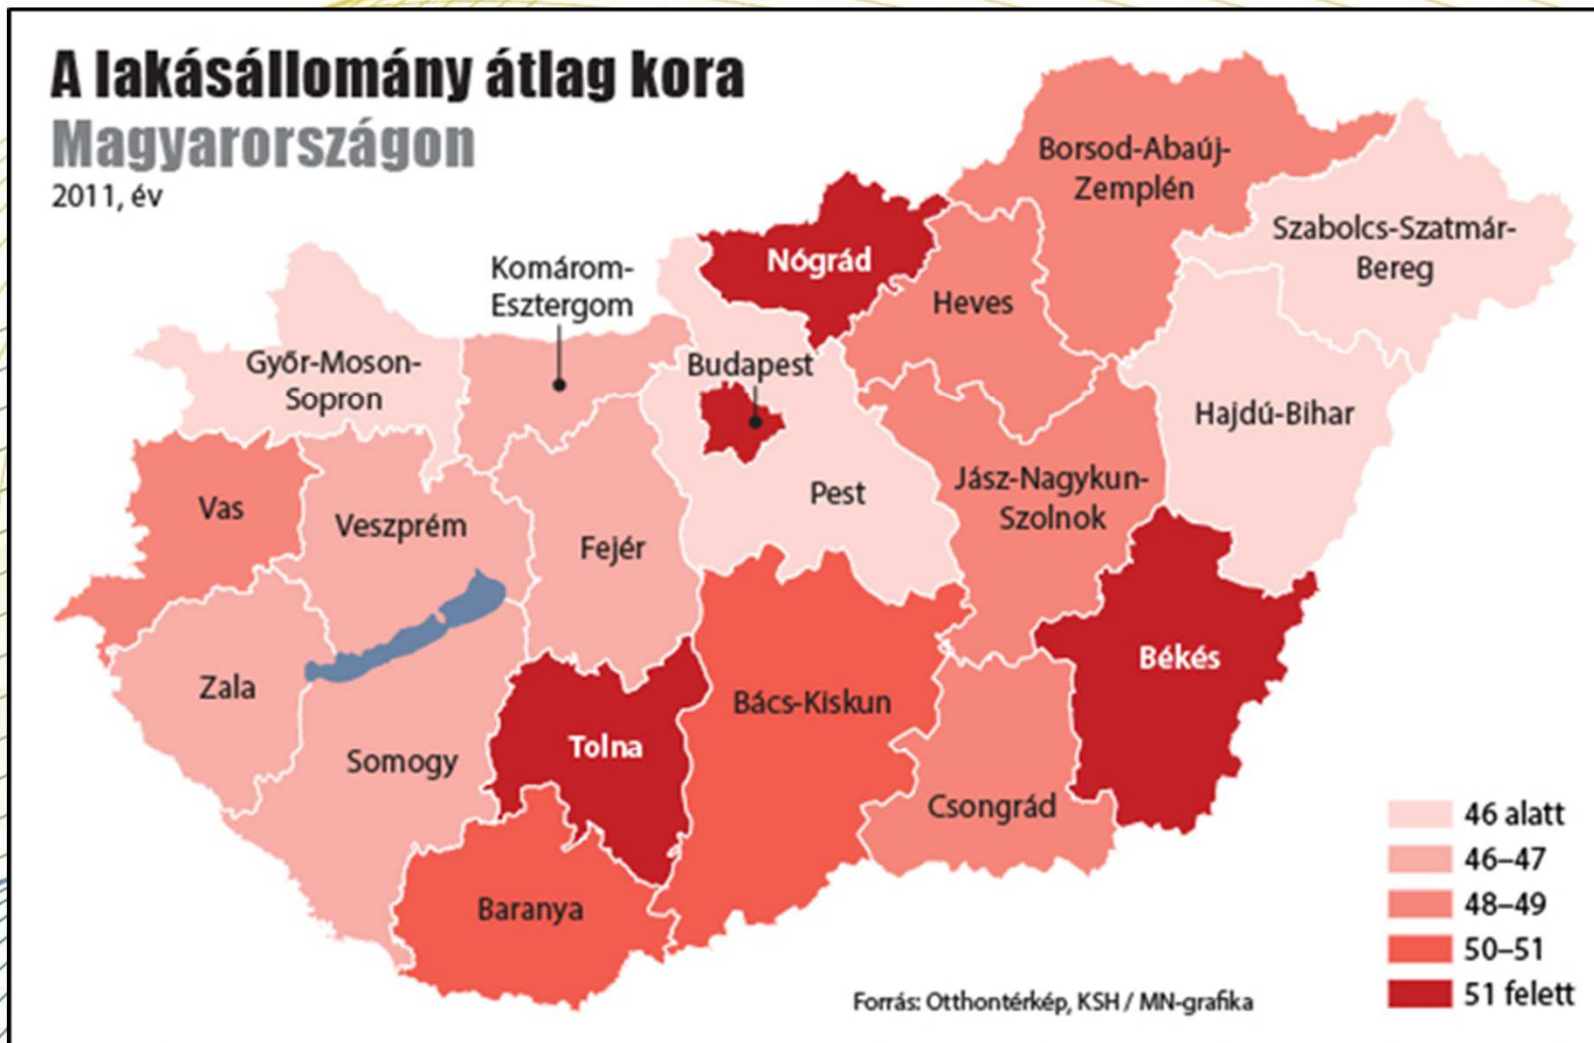 A lakásállomány átlag kora
Magyarországon
2011, év
Borsod-Abaúj-
Zemplén
Szabolcs-Szatmár-
Bereg
Nógrád
Komárom-
Esztergom
Heves
Győr-Moson-
Sopron
Budapest
Hajdú-Bihar
Jász-Nagykun-
Szolnok
Pest
Vas
Veszprém
Fejér
Békés
Zala
Bács-Kiskun
Tolna
Somogy
Csongrád
Baranya
46 alatt
46–47
48–49
50–51
51 felett
Forrás: Otthontérkép, KSH / MN-grafika